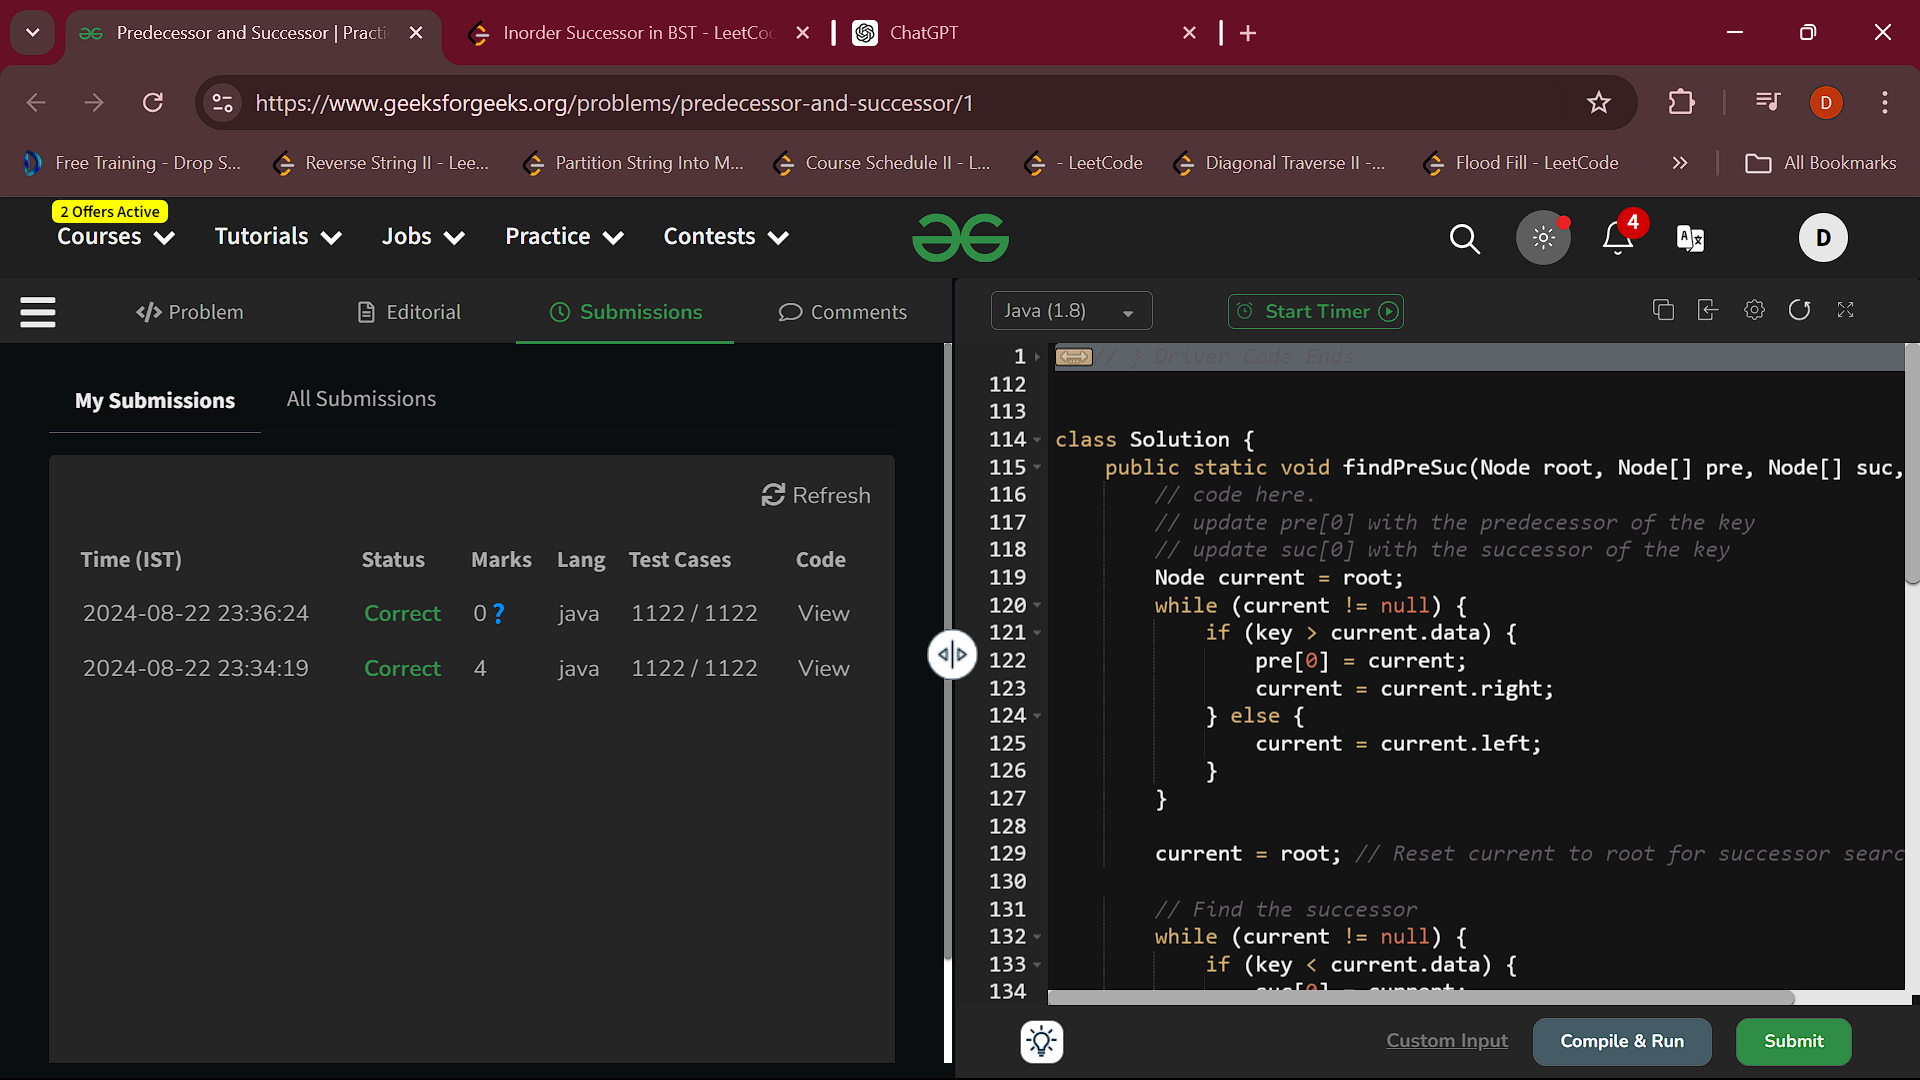 Predecessor and Successor | Practi
Inorder Successor in BST - LeetCo
ChatGPT
https://www.geeksforgeeks.org/problems/predecessor-and-successor/1
D
Free Training - Drop S...
Reverse String II - Lee...
Partition String Into M...
Course Schedule II - L...
- LeetCode
Diagonal Traverse II -...
Flood Fill - LeetCode
All Bookmarks
2 Offers Active
Courses
Tutorials
Jobs
Practice
Contests
4
D
Problem
Editorial
Submissions
Comments
Java (1.8)
Start Timer
My Submissions
All Submissions
Refresh
Time (IST) Status Marks Lang Test Cases Code
2024-08-22 23:36:24 Correct 0 ? java 1122 / 1122 View
2024-08-22 23:34:19 Correct 4 java 1122 / 1122 View
1 // } Driver Code Ends
112
113
114 class Solution {
115 public static void findPreSuc(Node root, Node[] pre, Node[] suc,
116 // code here.
117 // update pre[0] with the predecessor of the key
118 // update suc[0] with the successor of the key
119 Node current = root;
120 while (current != null) {
121 if (key > current.data) {
122 pre[0] = current;
123 current = current.right;
124 } else {
125 current = current.left;
126 }
127 }
128
129 current = root; // Reset current to root for successor searc
130
131 // Find the successor
132 while (current != null) {
133 if (key < current.data) {
134 suc[0] = current;
Custom Input
Compile & Run
Submit